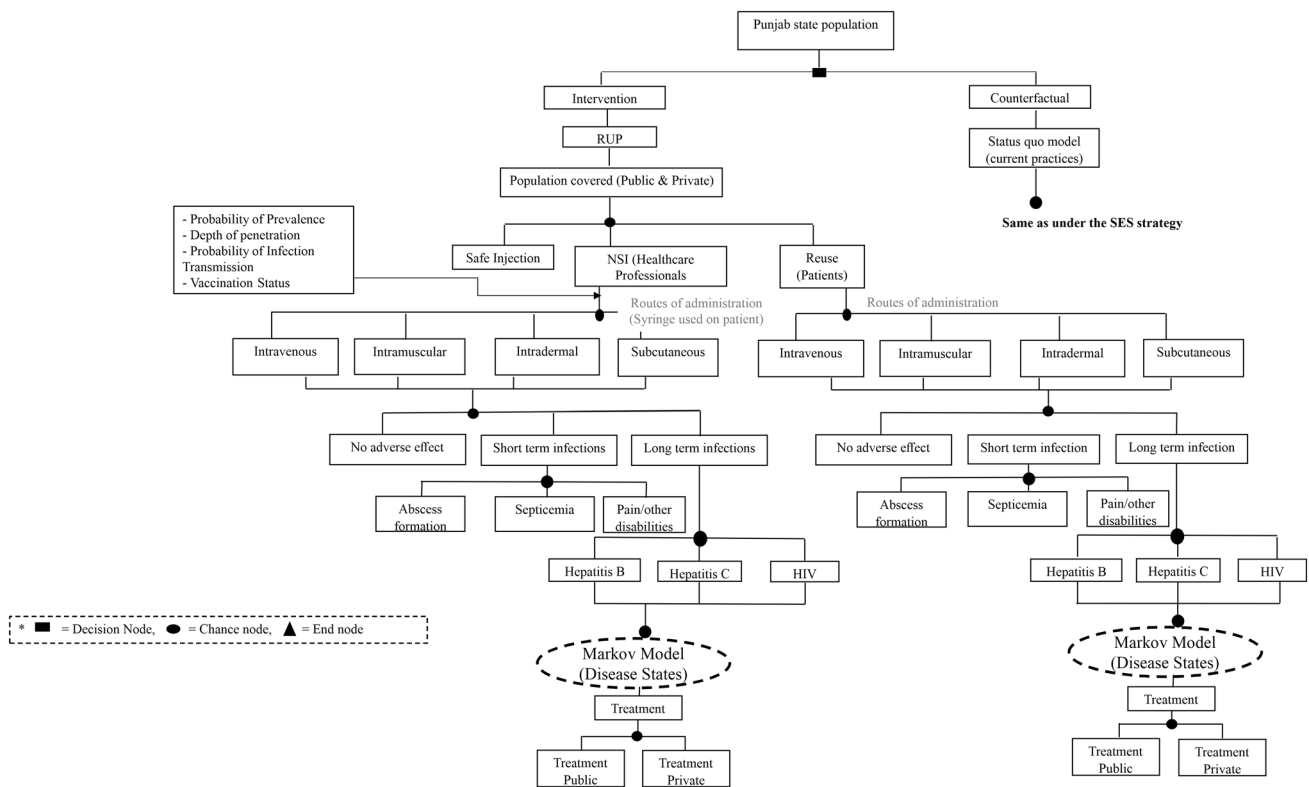 Punjab state population
Intervention
Counterfactual
RUP
Status quo model
(current practices)
Population covered (Public & Private)
Same as under the SES strategy
- Probability of Prevalence
- Depth of penetration
- Probability of Infection
Transmission
- Vaccination Status
Safe Injection
NSI (Healthcare
Professionals
Reuse
(Patients)
Routes of administration
(Syringe used on patient)
Routes of administration
Intravenous
Intramuscular
Intradermal
Subcutaneous
Intravenous
Intramuscular
Intradermal
Subcutaneous
No adverse effect
Short term infections
Long term infections
No adverse effect
Short term infection
Long term infection
Abscess
formation
Septicemia
Pain/other
disabilities
Abscess
formation
Septicemia
Pain/other
disabilities
Hepatitis B
Hepatitis C
HIV
Hepatitis B
Hepatitis C
HIV
* = Decision Node, = Chance node, = End node
Markov Model
(Disease States)
Markov Model
(Disease States)
Treatment
Treatment
Treatment
Public
Treatment
Private
Treatment
Public
Treatment
Private